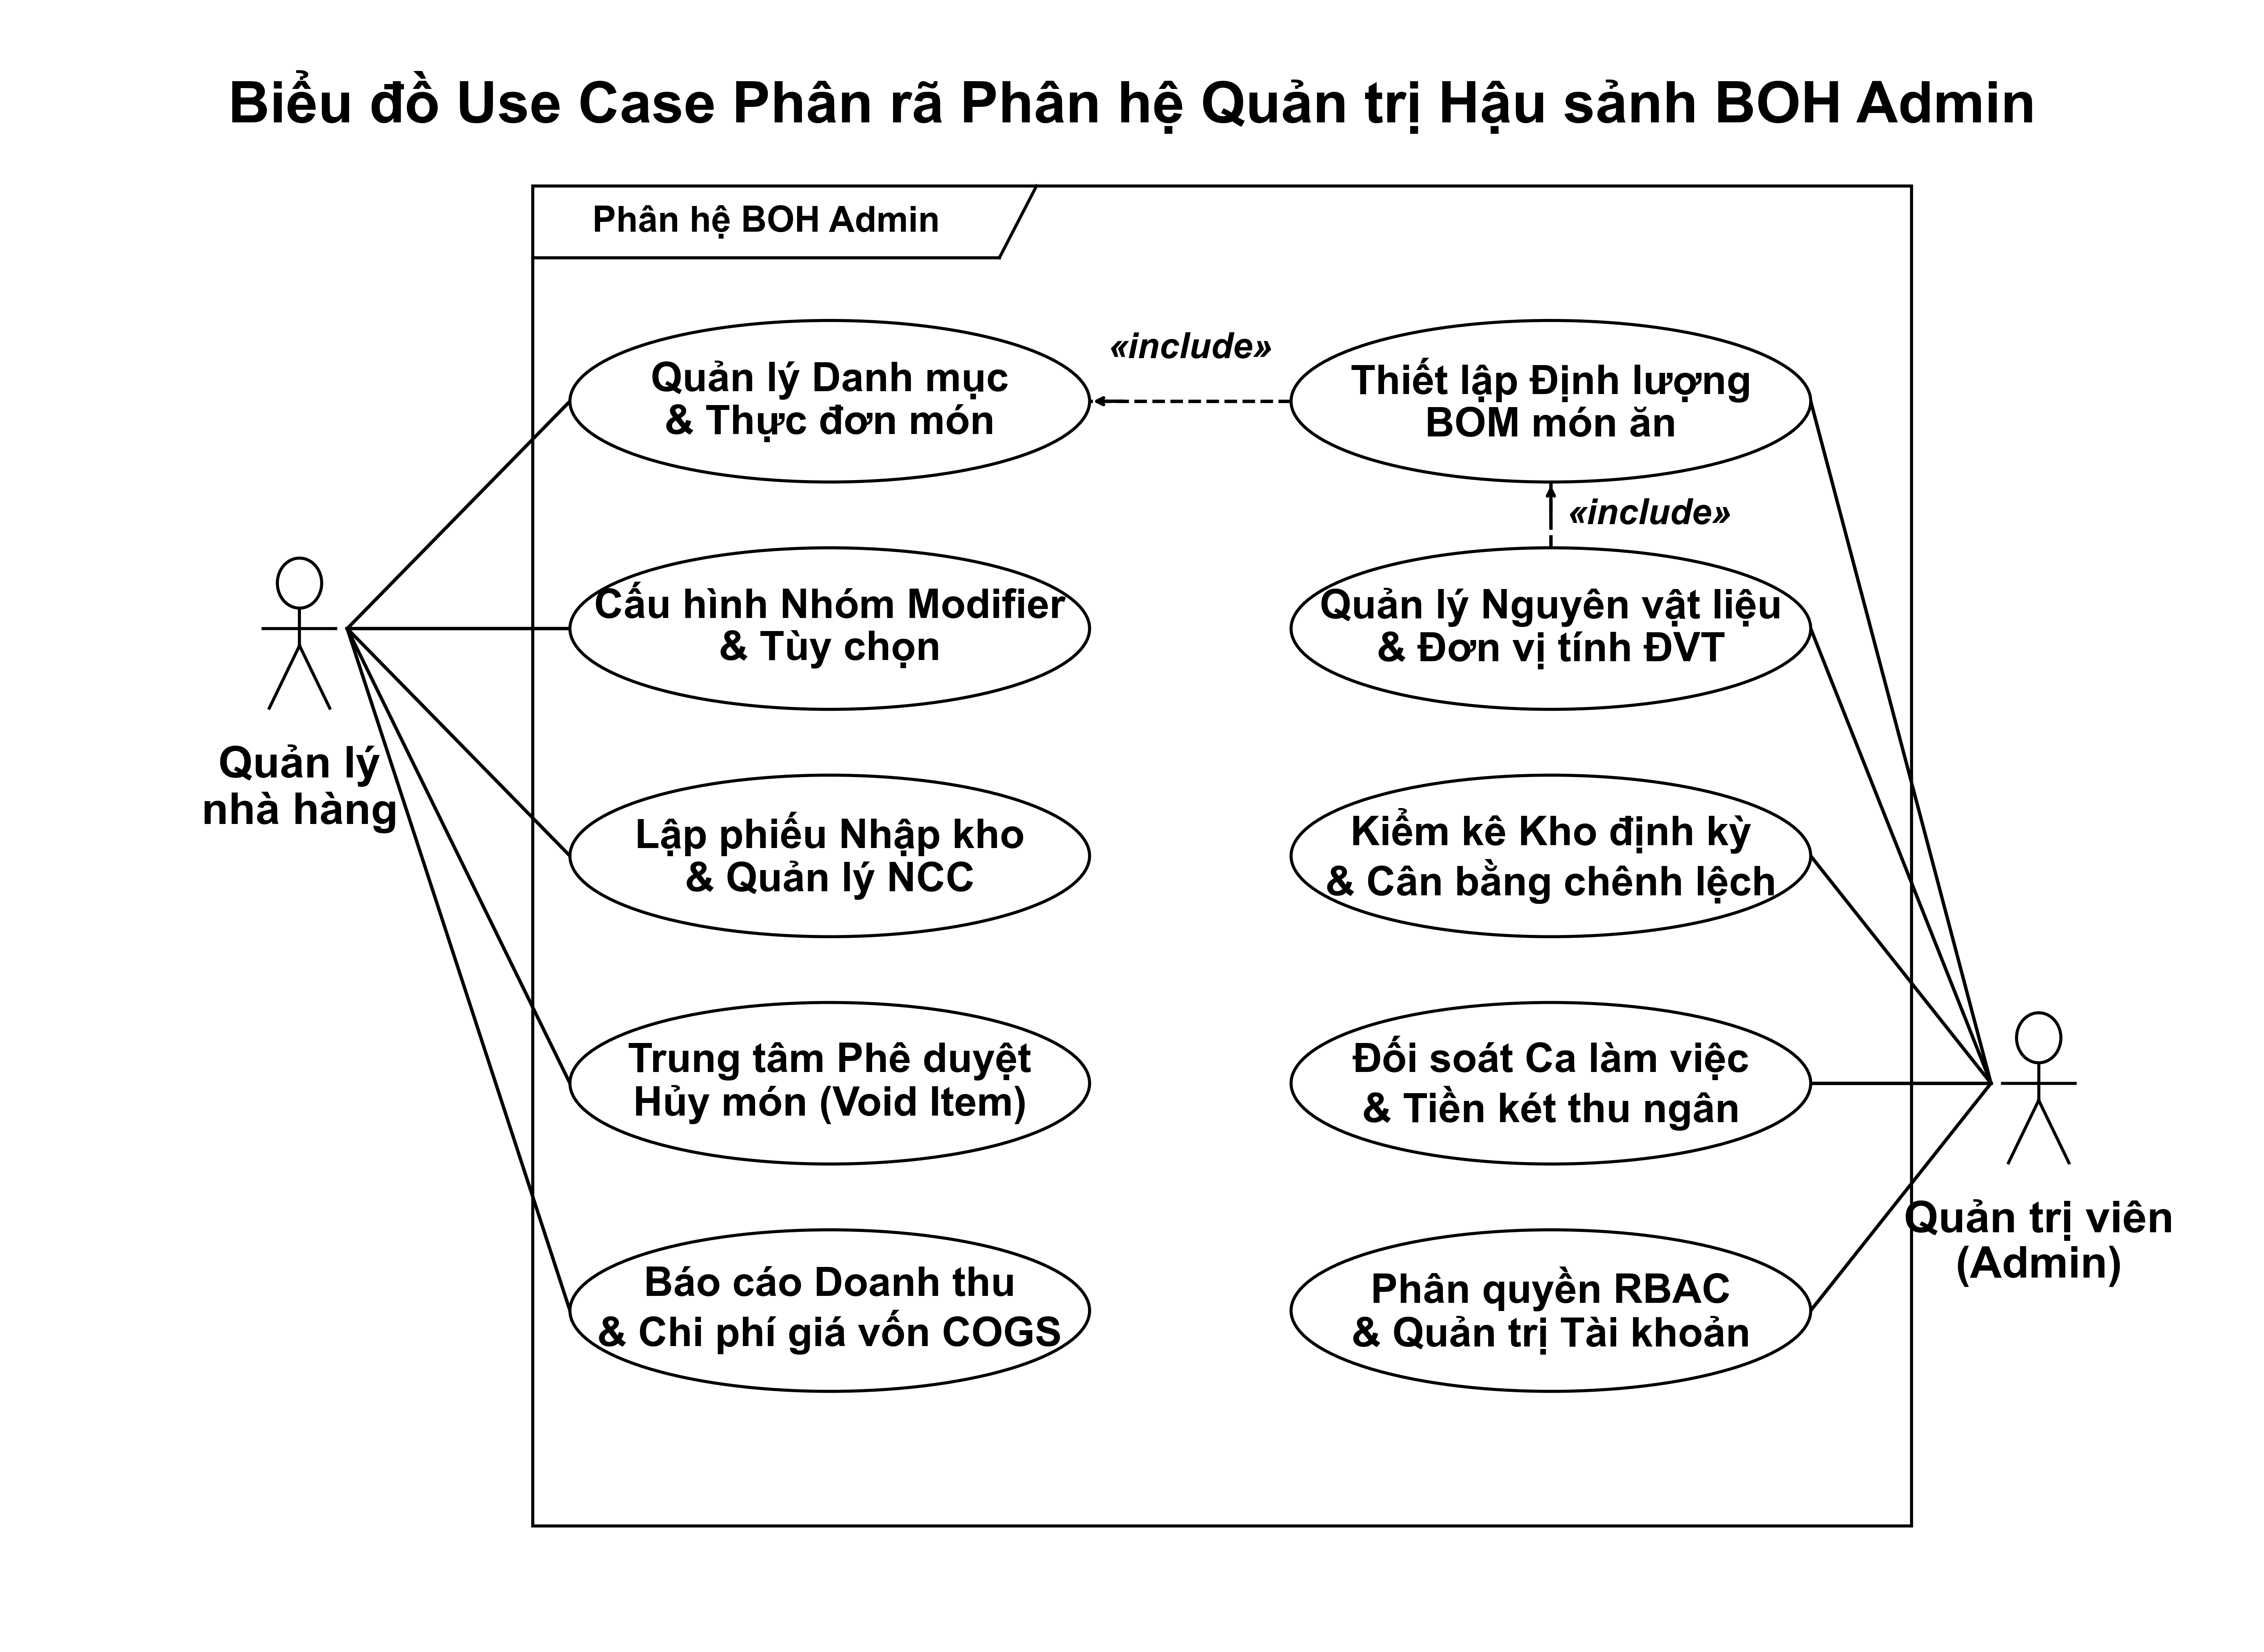 Biểu đồ Use Case Phân rã Phân hệ Quản trị Hậu sảnh BOH Admin
Phân hệ BOH Admin
Quản lý Danh mục
& Thực đơn món
«include»
Thiết lập Định lượng
BOM món ăn
«include»
Cấu hình Nhóm Modifier
& Tùy chọn
Quản lý Nguyên vật liệu
& Đơn vị tính ĐVT
Quản lý
nhà hàng
Lập phiếu Nhập kho
& Quản lý NCC
Kiểm kê Kho định kỳ
& Cân bằng chênh lệch
Trung tâm Phê duyệt
Hủy món (Void Item)
Đối soát Ca làm việc
& Tiền két thu ngân
Quản trị viên
(Admin)
Báo cáo Doanh thu
& Chi phí giá vốn COGS
Phân quyền RBAC
& Quản trị Tài khoản